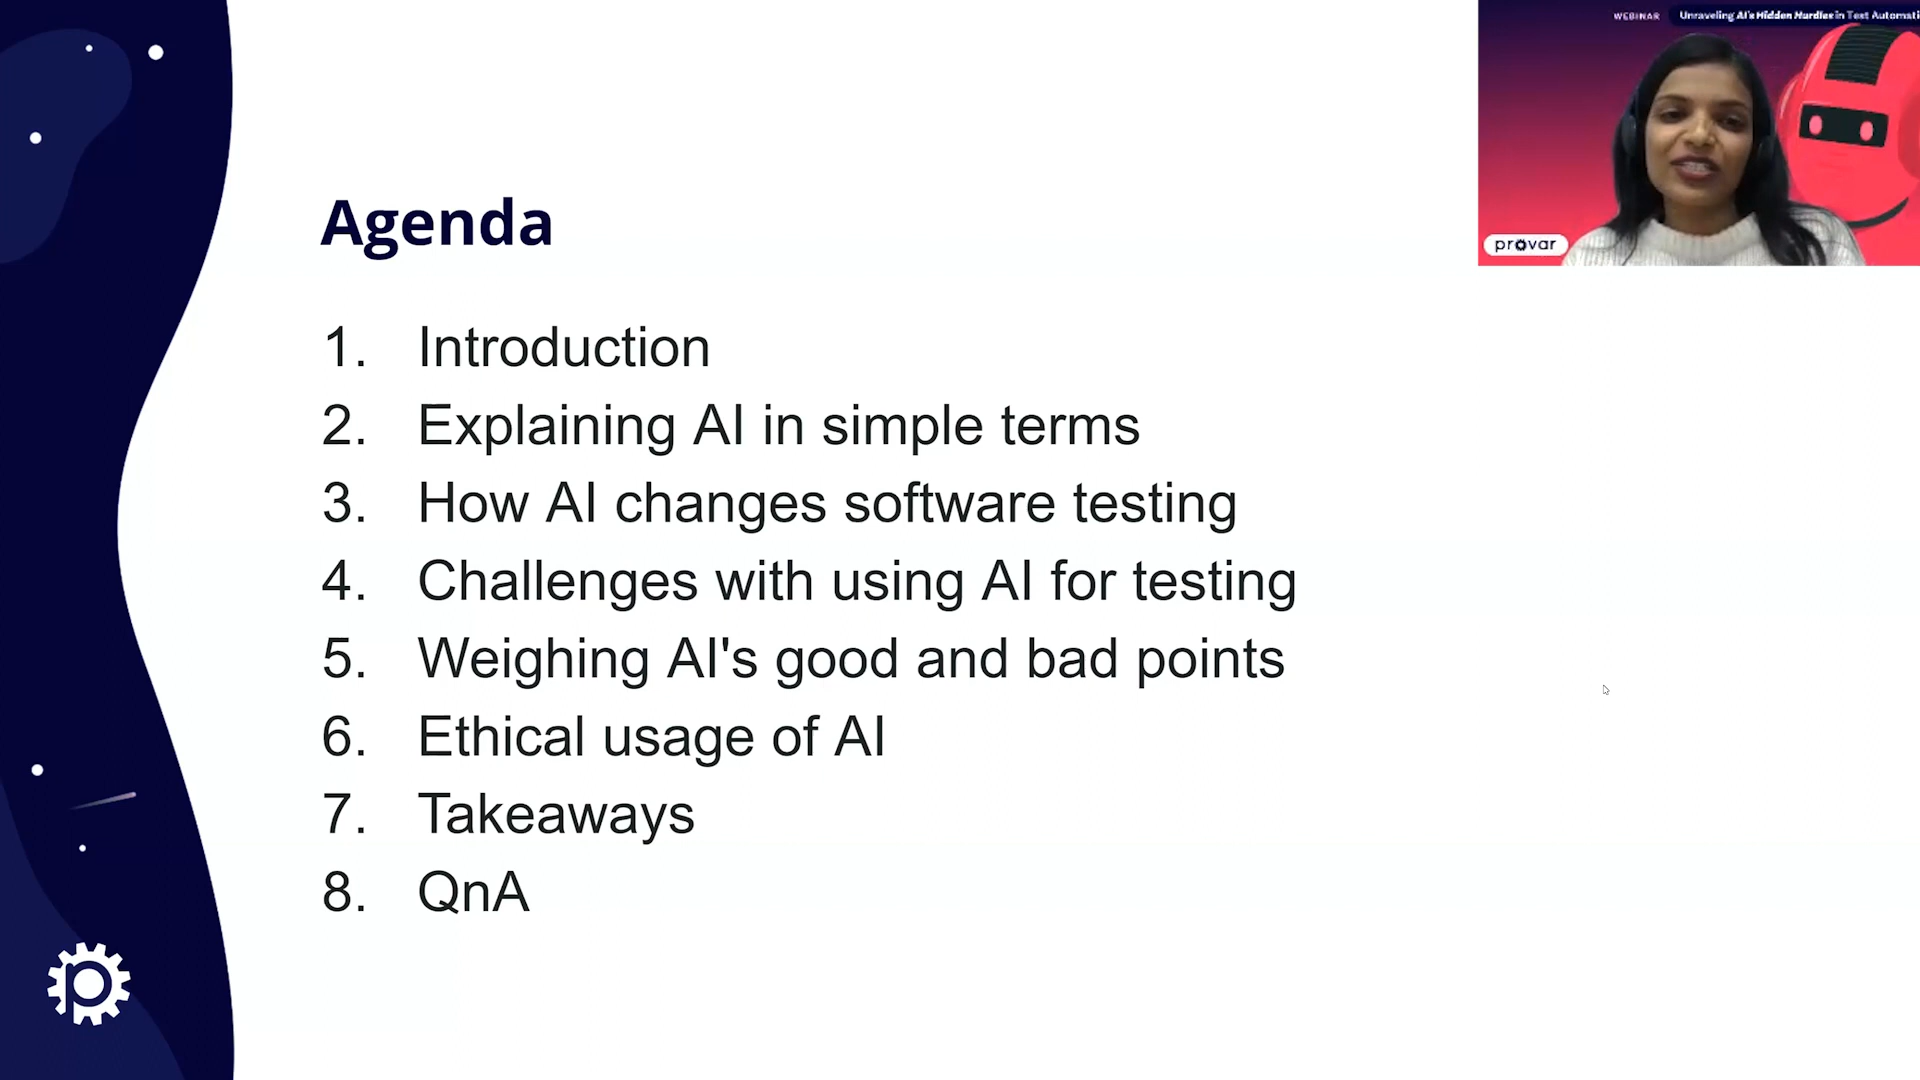 WEBINAR Unraveling AI's Hidden Hurdles in Test
provar
Agenda
1. Introduction
2. Explaining AI in simple terms
3. How AI changes software testing
4. Challenges with using AI for testing
5. Weighing AI's good and bad points
6. Ethical usage of AI
7. Takeaways
8. QnA